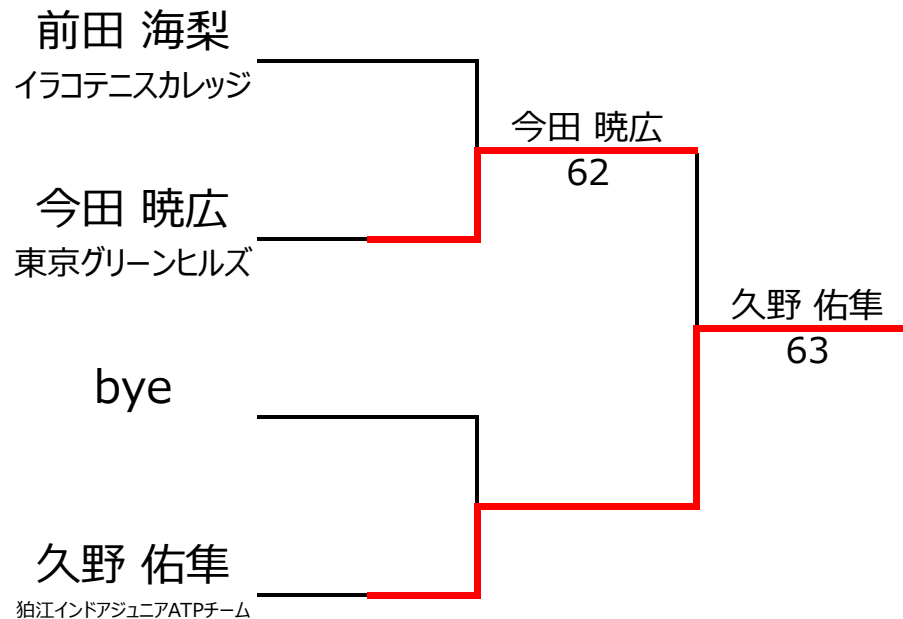 前田 海梨
イラコテニスカレッジ
今田 暁広
62
今田 暁広
東京グリーンヒルズ
久野 佑隼
63
bye
久野 佑隼
狛江インドアジュニアATPチーム